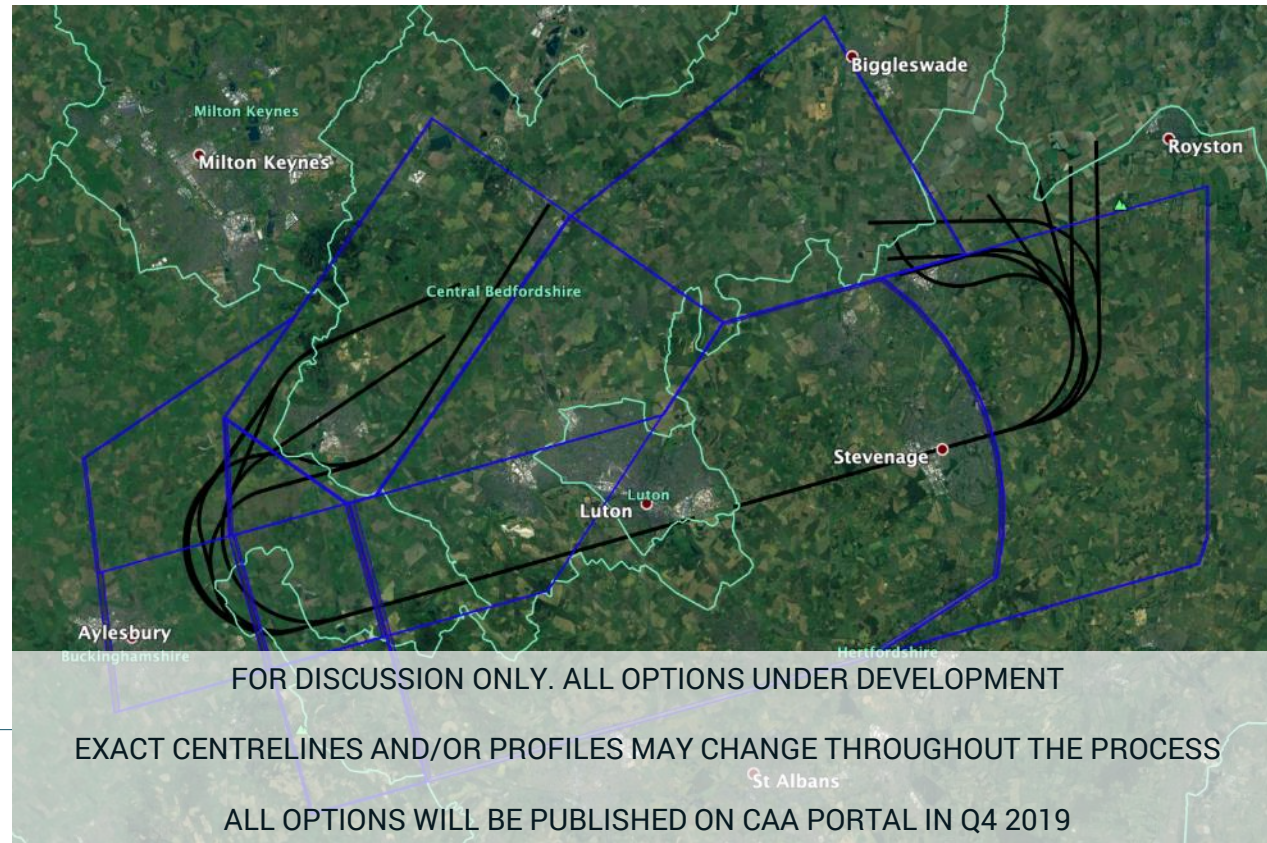 Biggleswade
Milton Keynes
Royston
Milton Keynes
Central Bedfordshire
Stevenage
Luton
Luton
Aylesbury
Buckinghamshire
Hertfordshire
FOR DISCUSSION ONLY. ALL OPTIONS UNDER DEVELOPMENT
EXACT CENTRELINES AND/OR PROFILES MAY CHANGE THROUGHOUT THE PROCESS
St Albans
ALL OPTIONS WILL BE PUBLISHED ON CAA PORTAL IN Q4 2019